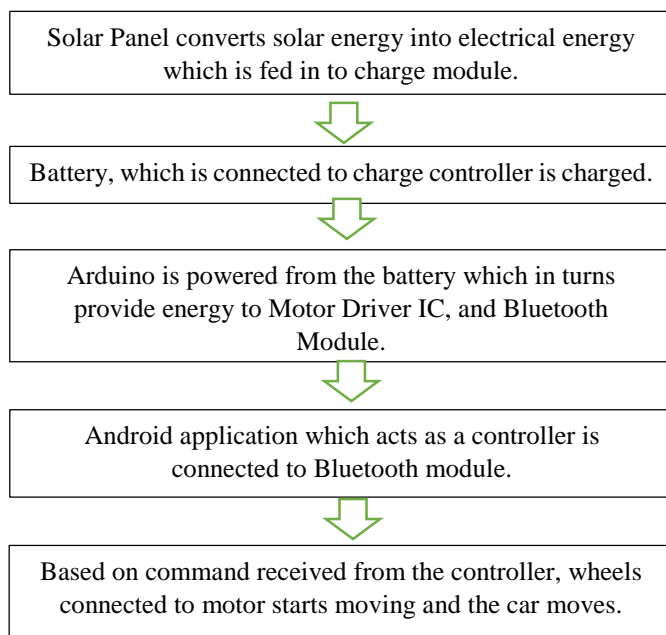 Solar Panel converts solar energy into electrical energy
which is fed in to charge module.
Battery, which is connected to charge controller is charged.
Arduino is powered from the battery which in turns
provide energy to Motor Driver IC, and Bluetooth
Module.
Android application which acts as a controller is
connected to Bluetooth module.
Based on command received from the controller, wheels
connected to motor starts moving and the car moves.